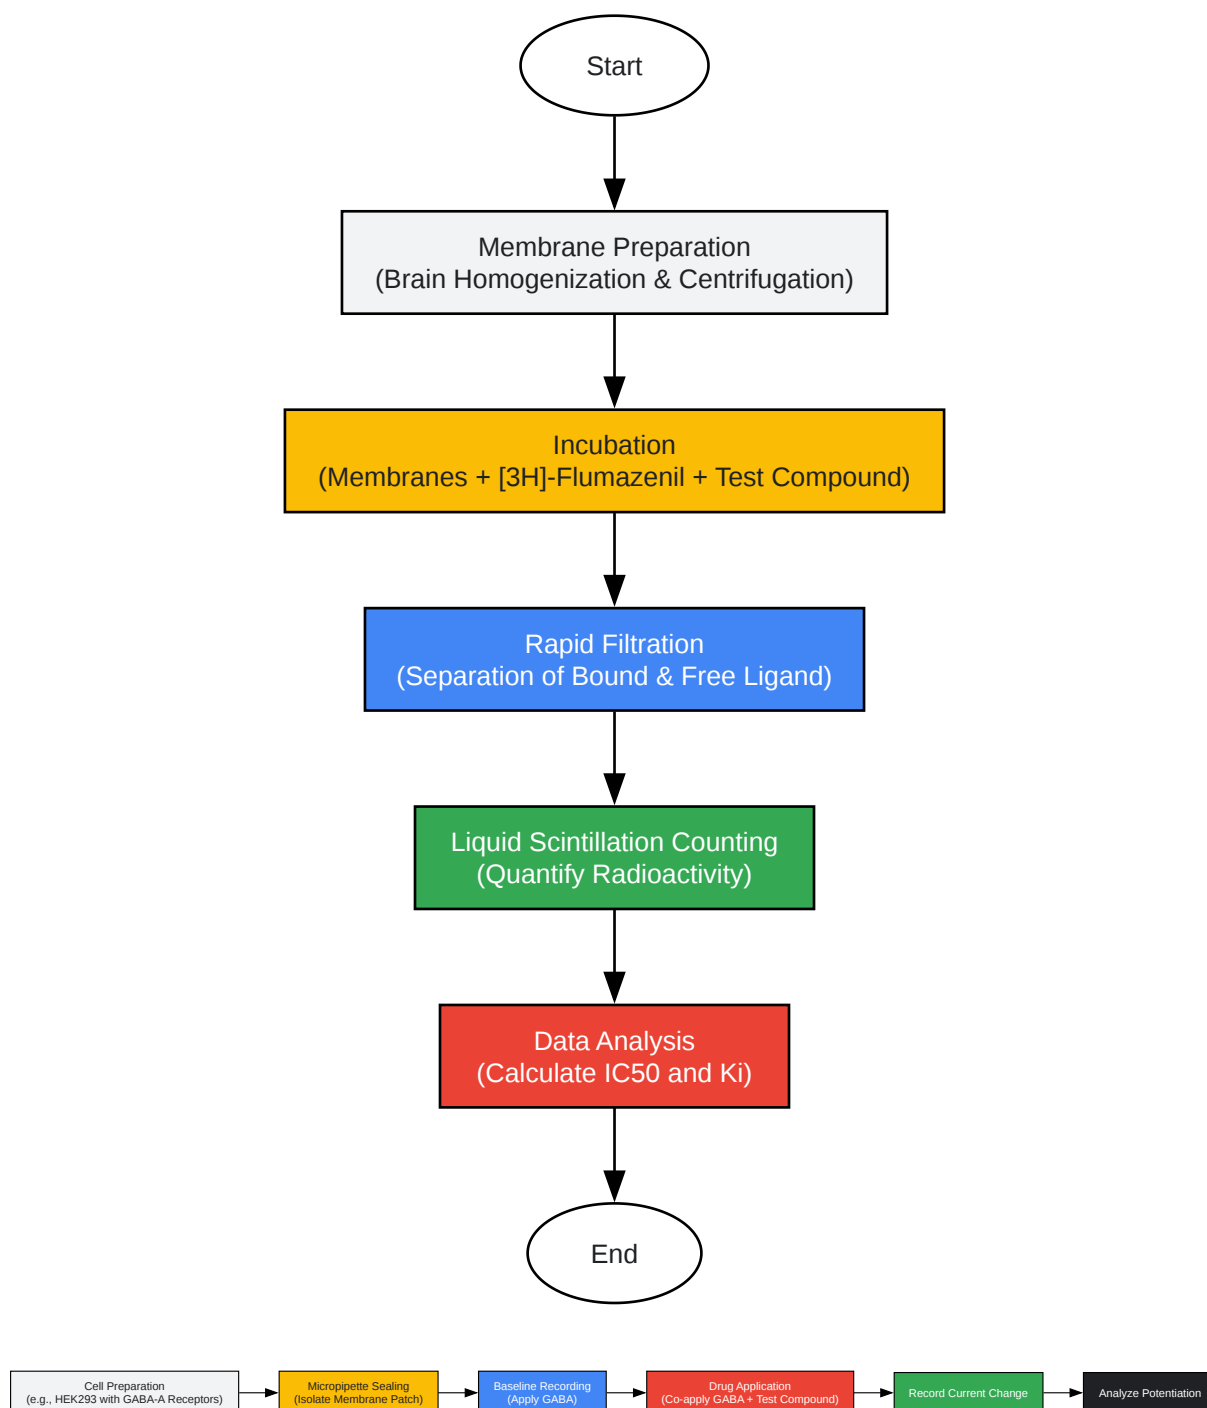 Start
Membrane Preparation
(Brain Homogenization & Centrifugation)
Incubation
(Membranes + [3H]-Flumazenil + Test Compound)
Rapid Filtration
(Separation of Bound & Free Ligand)
Liquid Scintillation Counting
(Quantify Radioactivity)
Data Analysis
(Calculate IC50 and Ki)
End
Cell Preparation
(e.g., HEK293 with GABA-A Receptors)
Micropipette Sealing
(Isolate Membrane Patch)
Baseline Recording
(Apply GABA)
Drug Application
(Co-apply GABA + Test Compound)
Record Current Change
Analyze Potentiation